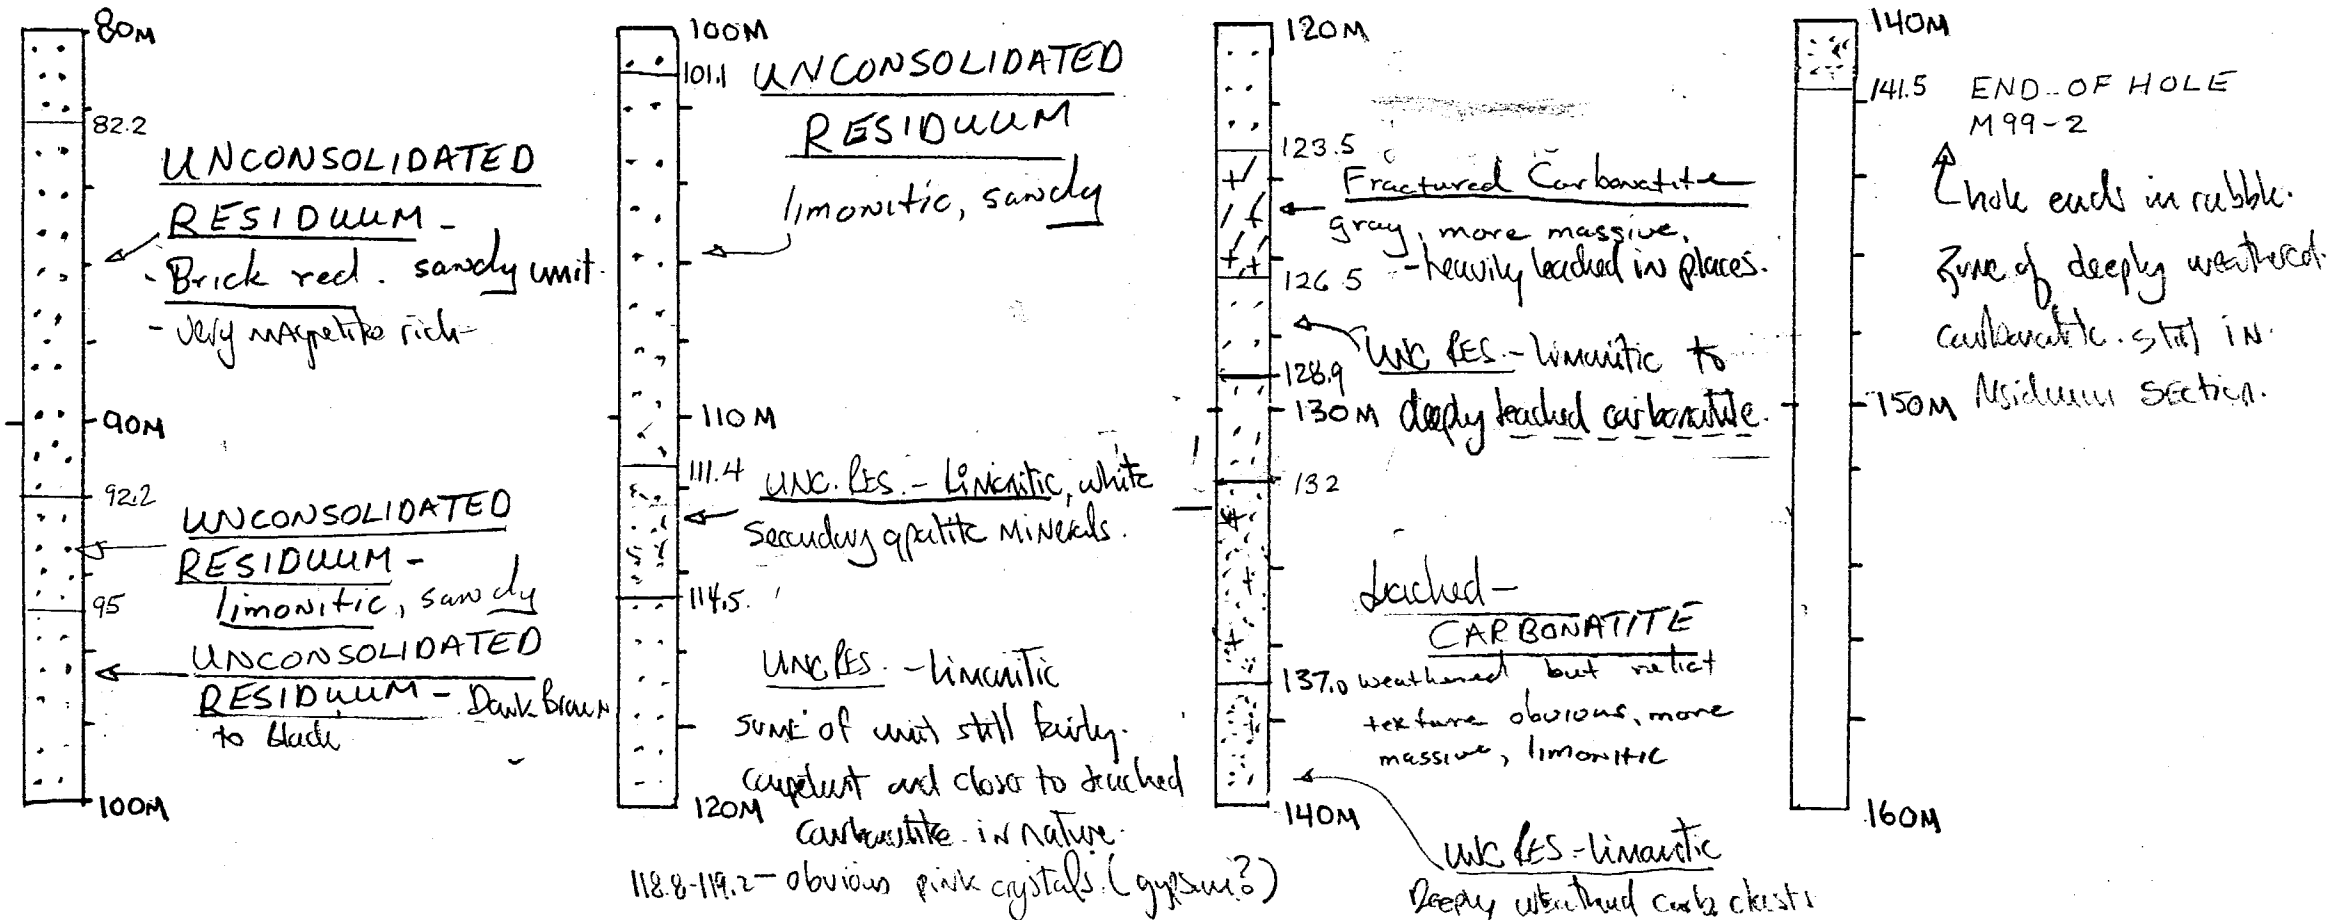 80M
82.2
UNCONSOLIDATED
RESIDUUM -
- Brick red. sandy unit.
- very magnetite rich
90M
92.2
UNCONSOLIDATED
RESIDUUM -
limonitic, sandy
95
UNCONSOLIDATED
RESIDUUM - Dark Brown
to black
100M
100M
101.1
UNCONSOLIDATED
RESIDUUM
limonitic, sandy
110M
111.4
UNC. RES. - Limonitic, white
secondary apatite minerals.
114.5
UNC RES. - limonitic
some of unit still fairly
competent and close to leached
carbonatite in nature.
118.8-119.2 - obvious pink crystals (gypsum?)
120M
120M
123.5
Fractured Carbonatite
gray, more massive,
- heavily leached in places.
126.5
UNC RES. - limonitic to
deeply leached carbonatite.
128.9
130M
132
Leached -
CARBONATITE
weathered but relict
texture obvious, more
massive, limonitic
137.0
UNC RES - limonitic
Deeply weathered carb clasts
140M
140M
141.5
END-OF HOLE
M99-2
hole ends in rubble.
Zone of deeply weathered
carbonatite. still in
residuum section.
150M
160M